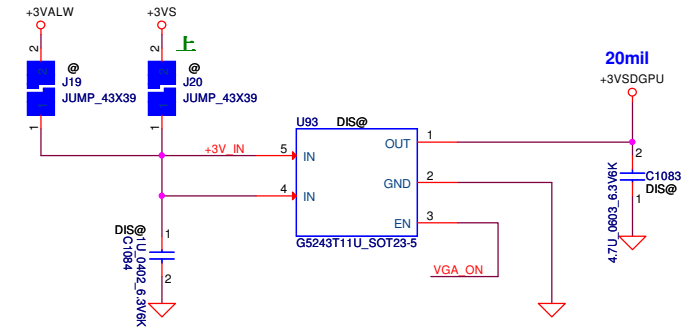 +3VALW
+3VS
2
2
上
@
@
J19
J20
JUMP_43X39
JUMP_43X39
1
1
20mil
+3VSDGPU
U93
DIS@
+3V_IN
5
IN
OUT
1
4
IN
GND
2
EN
3
G5243T11U_SOT23-5
VGA_ON
2
C1083
DIS@
1
4.7U_0603_6.3V6K
DIS@
1
1U_0402_6.3V6K
C1084
2